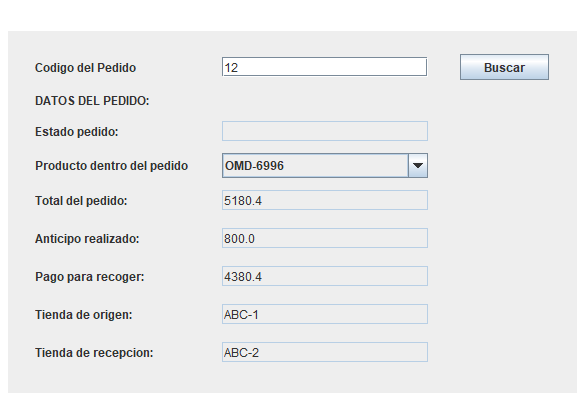 Codigo del Pedido 12 Buscar
DATOS DEL PEDIDO:
Estado pedido:
Producto dentro del pedido OMD-6996
Total del pedido: 5180.4
Anticipo realizado: 800.0
Pago para recoger: 4380.4
Tienda de origen: ABC-1
Tienda de recepcion: ABC-2